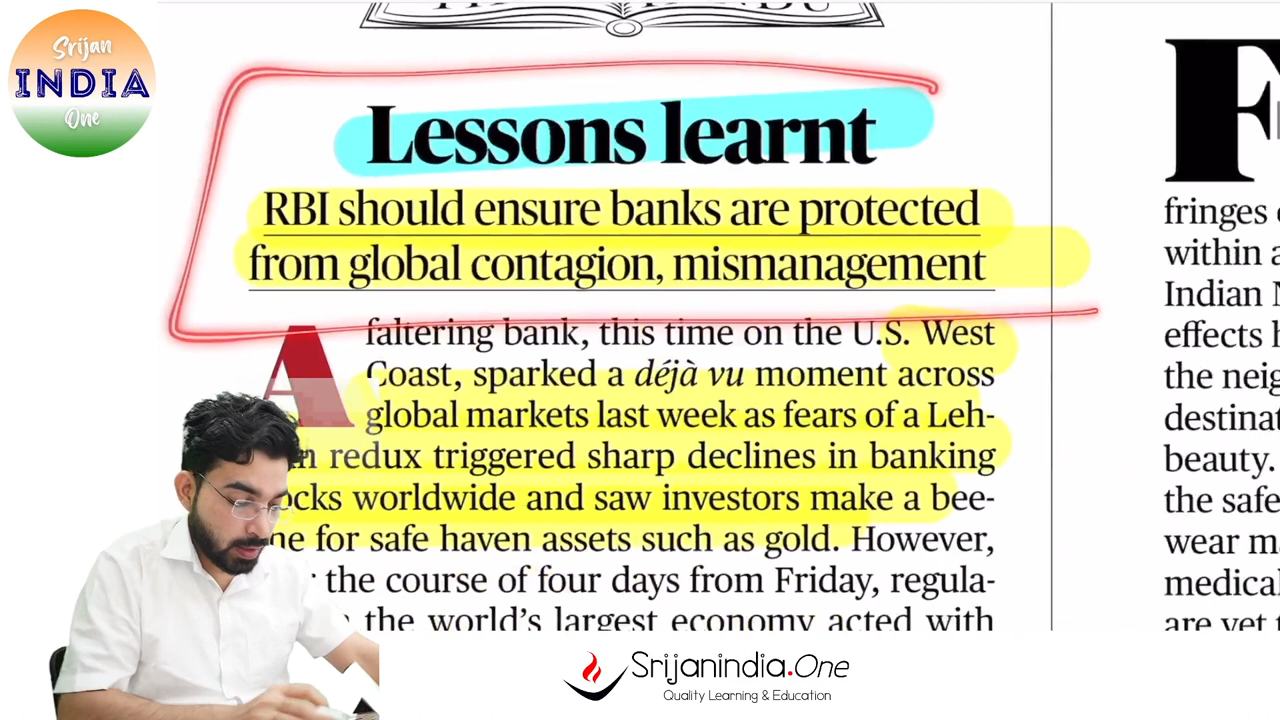 Srijan
INDIA
One
Lessons learnt
RBI should ensure banks are protected
from global contagion, mismanagement
A faltering bank, this time on the U.S. West
Coast, sparked a déjà vu moment across
global markets last week as fears of a Leh-
redux triggered sharp declines in banking
worldwide and saw investors make a bee-
for safe haven assets such as gold. However,
the course of four days from Friday, regula-
the world's largest economy acted with
F
fringes
within a
Indian
effects
the
beauty.
the safe
wear
medical
are yet
Srijanindia.One
Quality Learning & Education